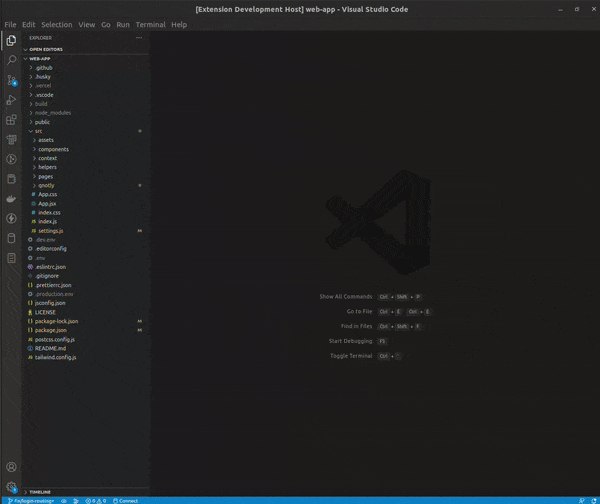 [Extension Development Host] web-app - Visual Studio Code
File Edit Selection View Go Run Terminal Help
EXPLORER
OPEN EDITORS
WEB-APP
.github
.husky
.vercel
.vscode
build
node_modules
public
src
assets
components
context
helpers
pages
qnotly
App.css
App.jsx
index.css
index.js
settings.js M
.dev.env
.editorconfig
.env
.eslintrc.json
.gitignore
.prettierrc.json
.production.env
jsconfig.json
LICENSE
package-lock.json M
package.json M
postcss.config.js
README.md
tailwind.config.js
Show All Commands Ctrl + Shift + P
Go to File Ctrl + E Ctrl + E
Find in Files Ctrl + Shift + F
Start Debugging F5
Toggle Terminal Ctrl + `
TIMELINE
fix/login-routing* 0 0 Connect